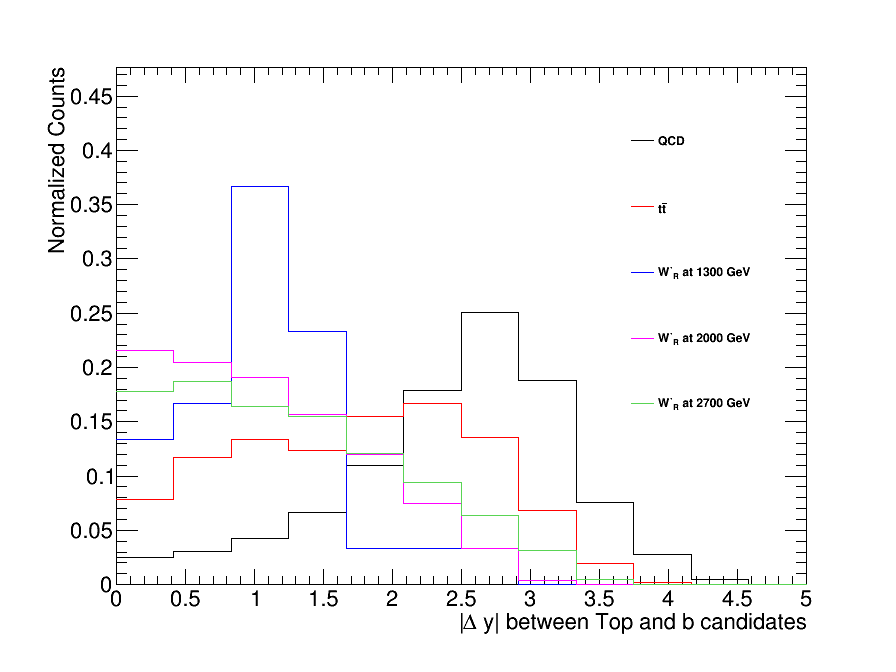 Normalized Counts
0.45
0.4
0.35
0.3
0.25
0.2
0.15
0.1
0.05
0
0 0.5 1 1.5 2 2.5 3 3.5 4 4.5 5
|Δ y| between Top and b candidates
QCD
tt̄
W'R at 1300 GeV
W'R at 2000 GeV
W'R at 2700 GeV